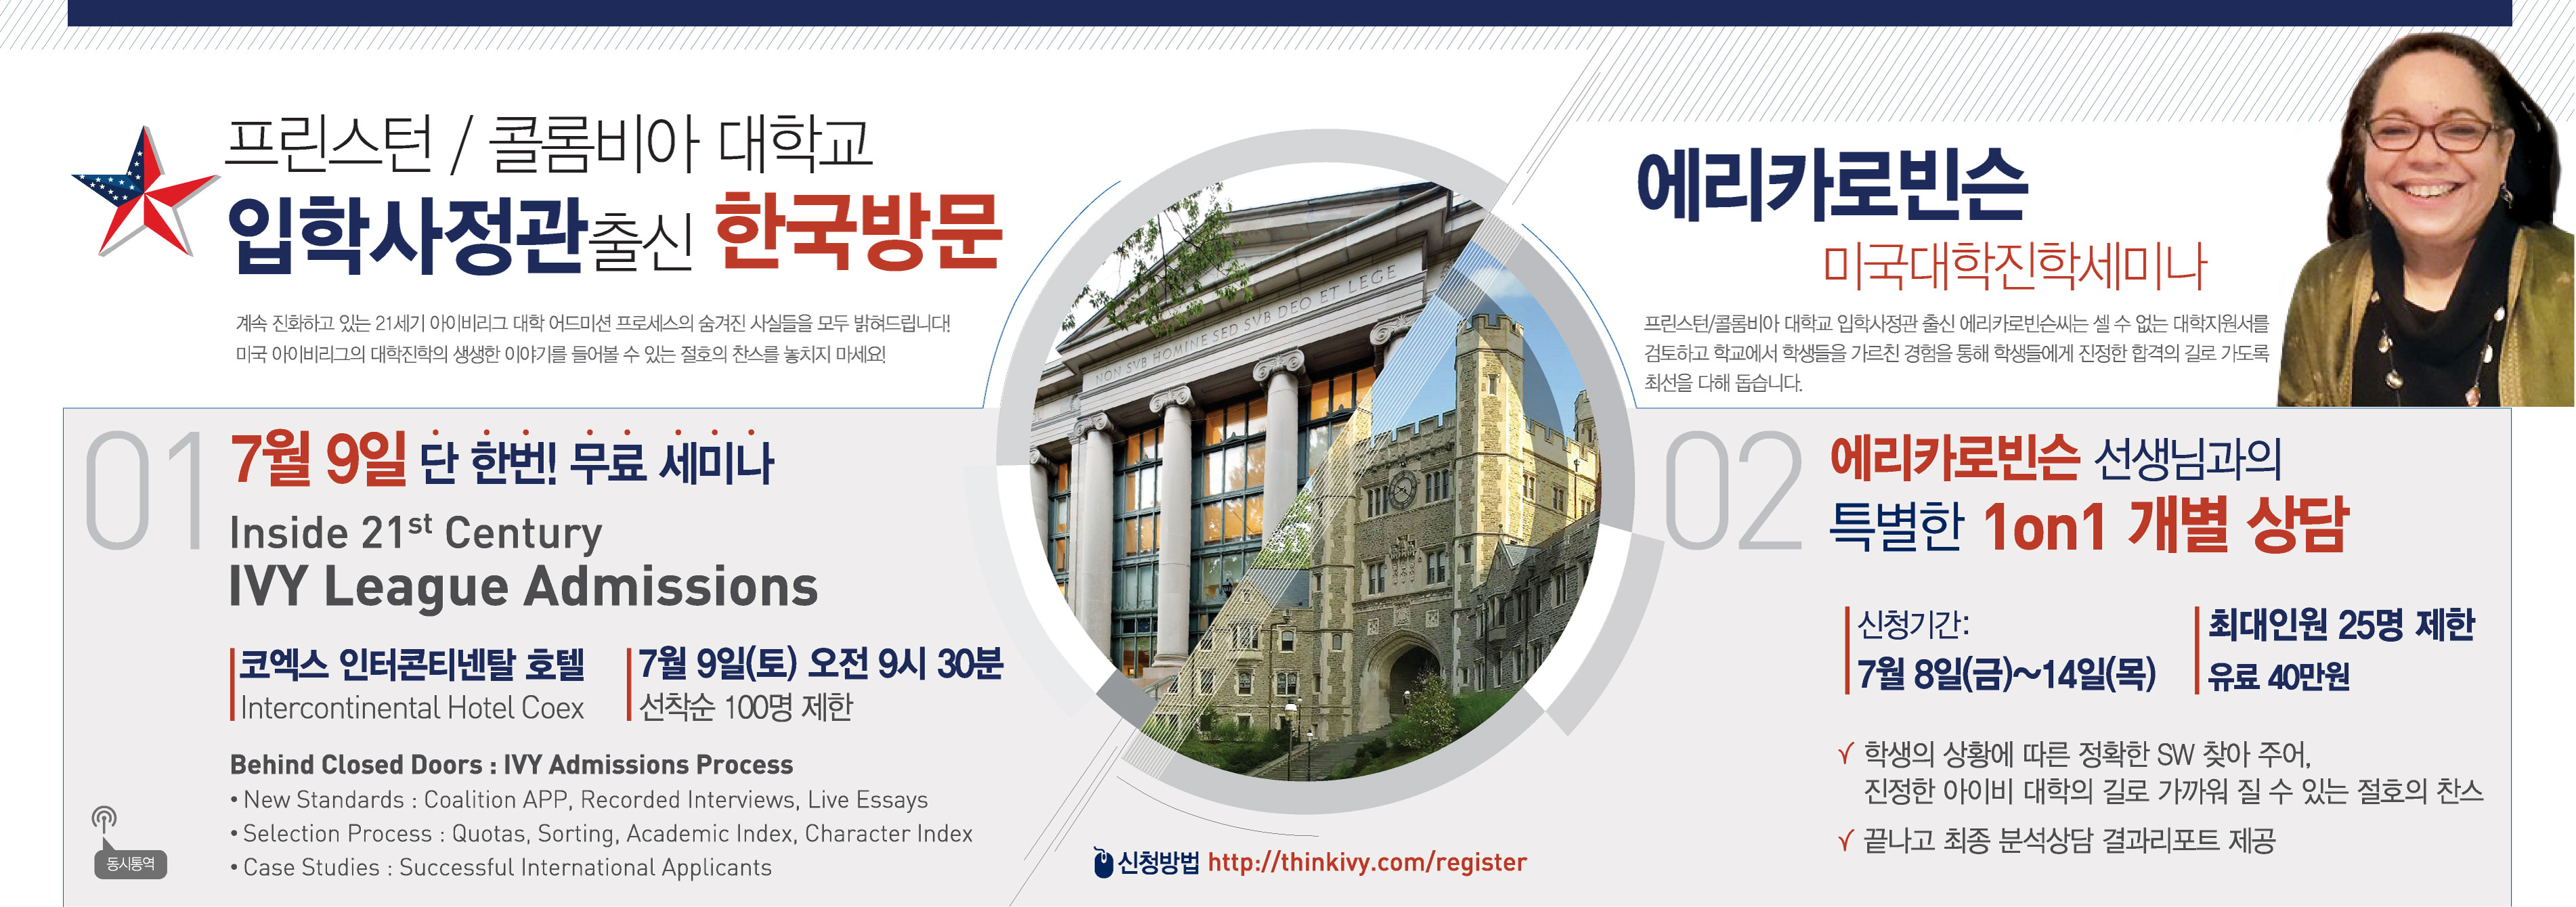 프린스턴 / 콜롬비아 대학교
입학사정관출신 한국방문
계속 진화하고 있는 21세기 아이비리그 대학 어드미션 프로세스의 숨겨진 사실들을 모두 밝혀드립니다!
미국 아이비리그의 대학진학의 생생한 이야기를 들어볼 수 있는 절호의 찬스를 놓치지 마세요!
에리카로빈슨
미국대학진학세미나
프린스턴/콜롬비아 대학교 입학사정관 출신 에리카로빈슨씨는 셀 수 없는 대학지원서를
검토하고 학교에서 학생들을 가르친 경험을 통해 학생들에게 진정한 합격의 길로 가도록
최선을 다해 돕습니다.
NON SVB HOMINE SED SVB DEO ET LEGE
01
7월 9일 단 한번! 무료 세미나
Inside 21st Century
IVY League Admissions
코엑스 인터콘티넨탈 호텔
Intercontinental Hotel Coex
7월 9일(토) 오전 9시 30분
선착순 100명 제한
Behind Closed Doors : IVY Admissions Process
• New Standards : Coalition APP, Recorded Interviews, Live Essays
• Selection Process : Quotas, Sorting, Academic Index, Character Index
• Case Studies : Successful International Applicants
동시통역
신청방법 http://thinkivy.com/register
02
에리카로빈슨 선생님과의
특별한 1on1 개별 상담
신청기간:
7월 8일(금)~14일(목)
최대인원 25명 제한
유료 40만원
√ 학생의 상황에 따른 정확한 SW 찾아 주어,
진정한 아이비 대학의 길로 가까워 질 수 있는 절호의 찬스
√ 끝나고 최종 분석상담 결과리포트 제공